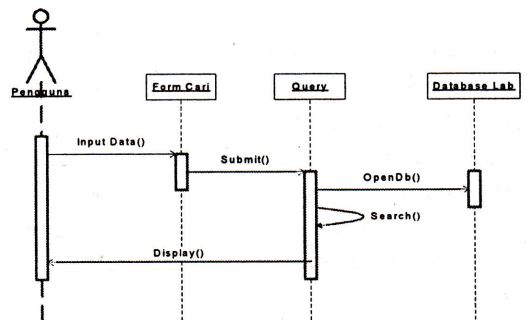 Pengguna
Form Cari
Query
Database Lab
Input Data()
Submit()
OpenDb()
Search()
Display()